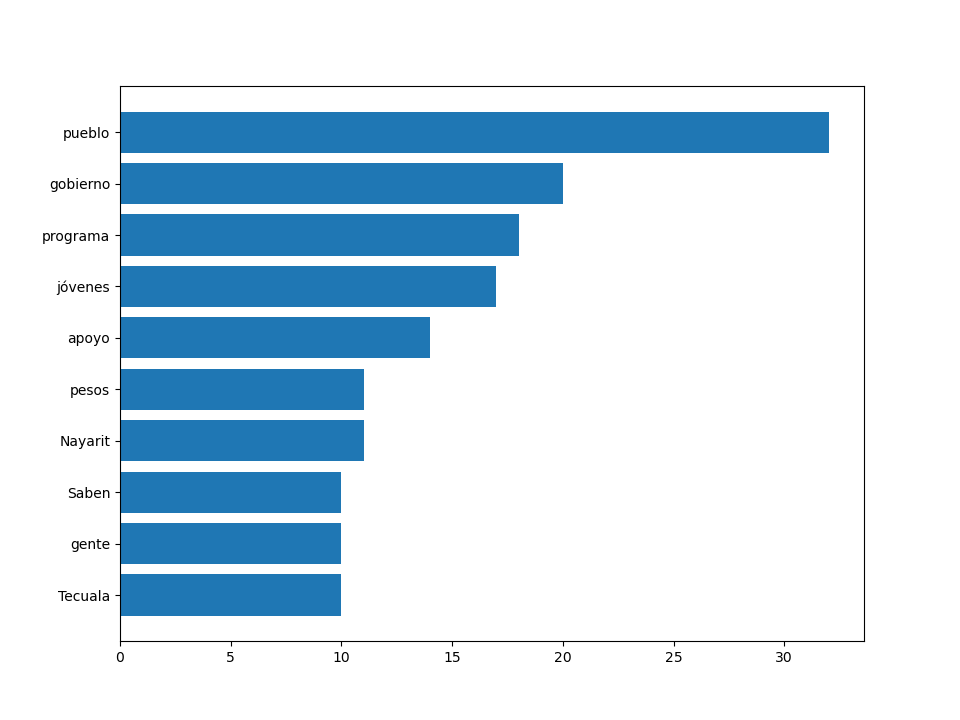 pueblo
gobierno
programa
jóvenes
apoyo
pesos
Nayarit
Saben
gente
Tecuala
0 5 10 15 20 25 30